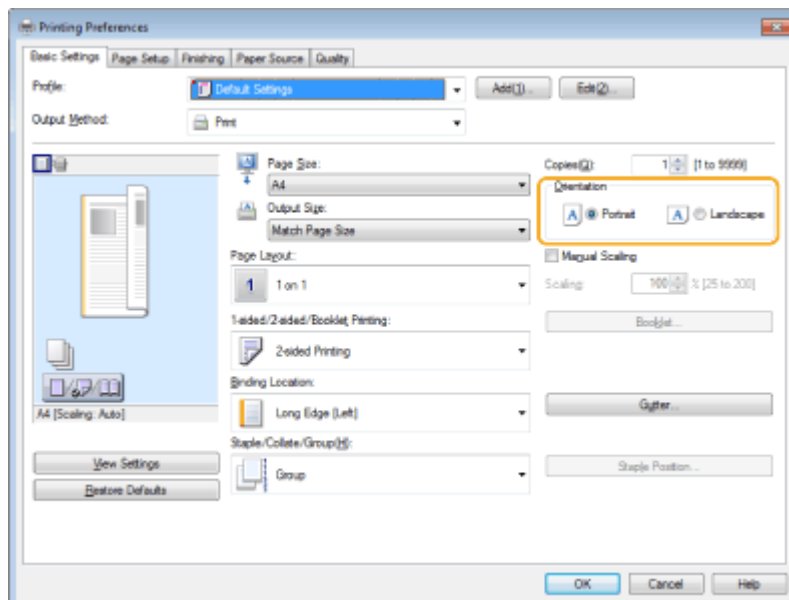 Printing Preferences
Basic Settings Page Setup Finishing Paper Source Quality
Profile: Default Settings Add(1)... Edit(2)...
Output Method: Print
Page Size: Copies(Q): 1 [1 to 9999]
A4 Orientation
Output Size: A Portrait A Landscape
Match Page Size
Page Layout: Manual Scaling
1 1 on 1 Scaling: 100 % [25 to 200]
1-sided/2-sided/Booklet Printing: Booklet...
2-sided Printing
Binding Location:
A4 [Scaling: Auto] Long Edge (Left) Gutter...
Staple/Collate/Group(H):
View Settings Group Staple Position...
Restore Defaults
OK Cancel Help